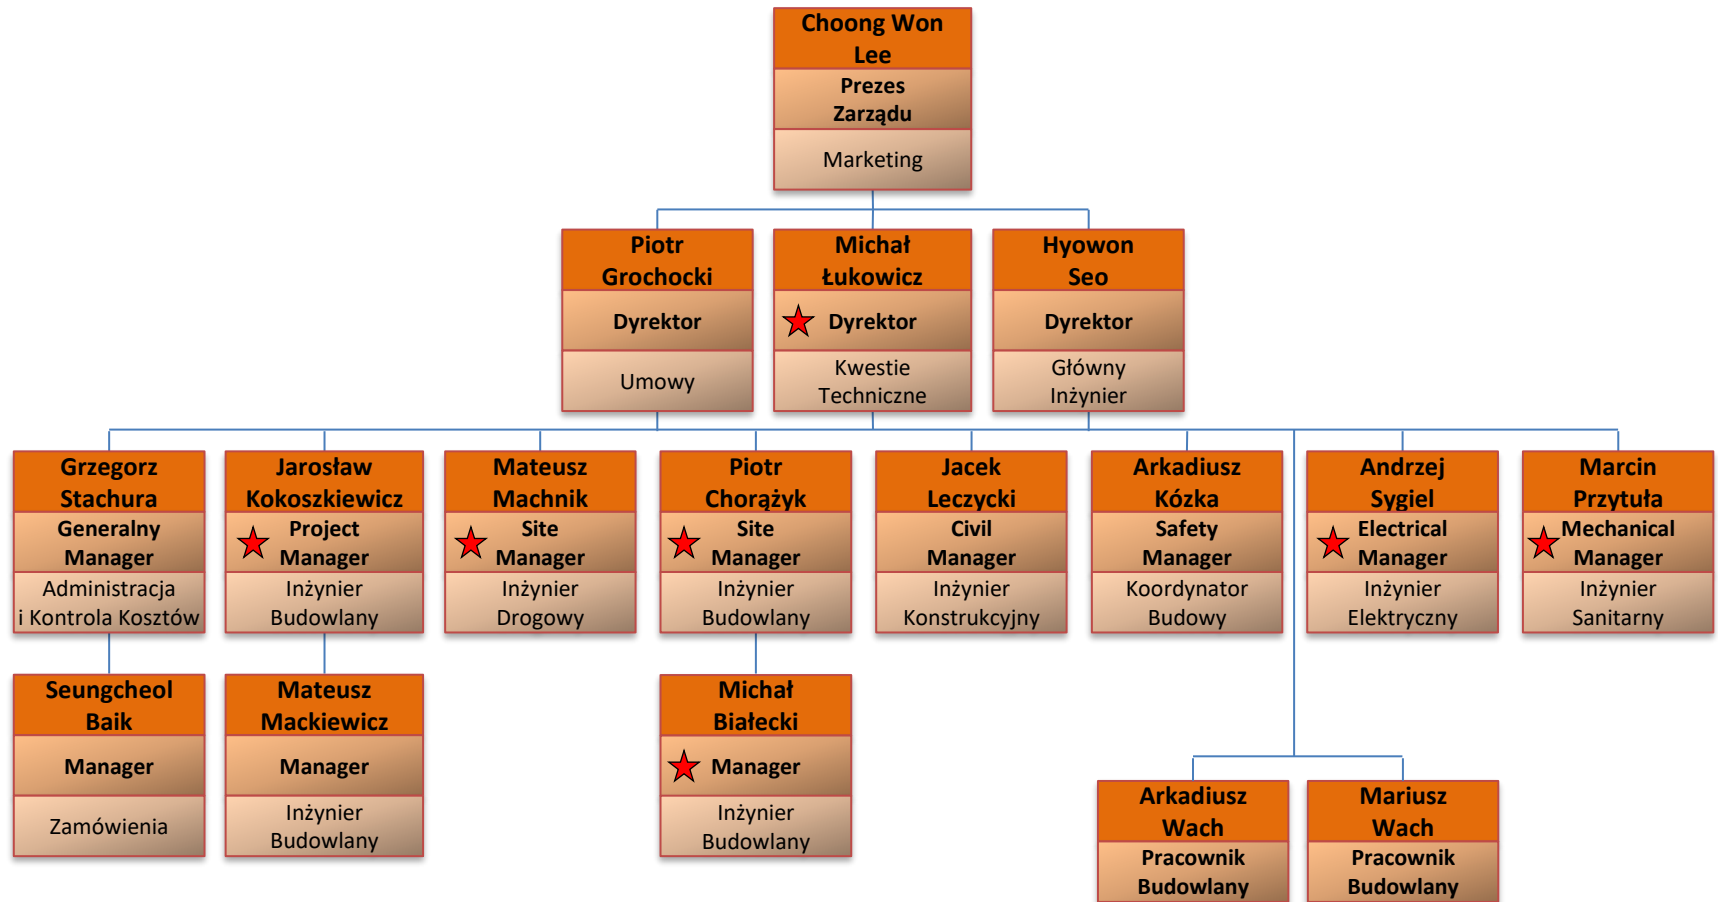 Choong Won
Lee
Prezes
Zarządu
Marketing
Piotr
Grochocki
Dyrektor
Umowy
Michał
Łukowicz
Dyrektor
Kwestie
Techniczne
Hyowon
Seo
Dyrektor
Główny
Inżynier
Grzegorz
Stachura
Generalny
Manager
Administracja
i Kontrola Kosztów
Jarosław
Kokoszkiewicz
Project
Manager
Inżynier
Budowlany
Mateusz
Machnik
Site
Manager
Inżynier
Drogowy
Piotr
Chorążyk
Site
Manager
Inżynier
Budowlany
Jacek
Leczycki
Civil
Manager
Inżynier
Konstrukcyjny
Arkadiusz
Kózka
Safety
Manager
Koordynator
Budowy
Andrzej
Sygiel
Electrical
Manager
Inżynier
Elektryczny
Marcin
Przytuła
Mechanical
Manager
Inżynier
Sanitarny
Seungcheol
Baik
Manager
Zamówienia
Mateusz
Mackiewicz
Manager
Inżynier
Budowlany
Michał
Białecki
Manager
Inżynier
Budowlany
Arkadiusz
Wach
Pracownik
Budowlany
Mariusz
Wach
Pracownik
Budowlany